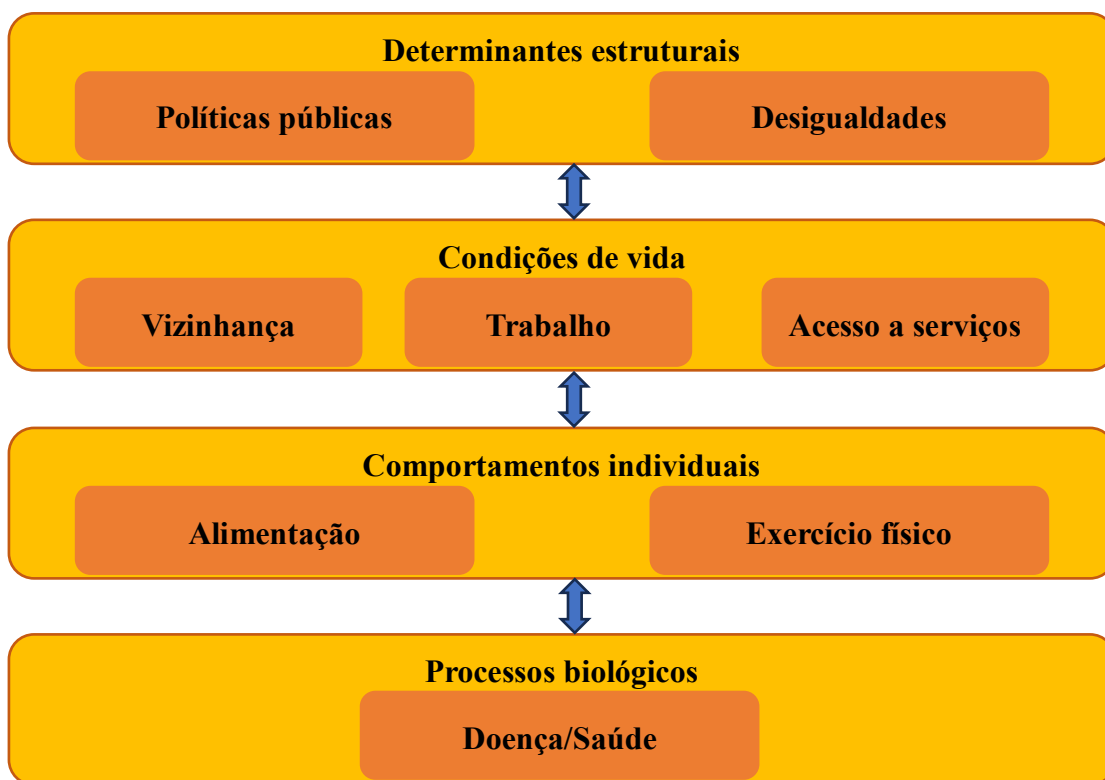 Determinantes estruturais
Políticas públicas
Desigualdades
Condições de vida
Vizinhança
Trabalho
Acesso a serviços
Comportamentos individuais
Alimentação
Exercício físico
Processos biológicos
Doença/Saúde